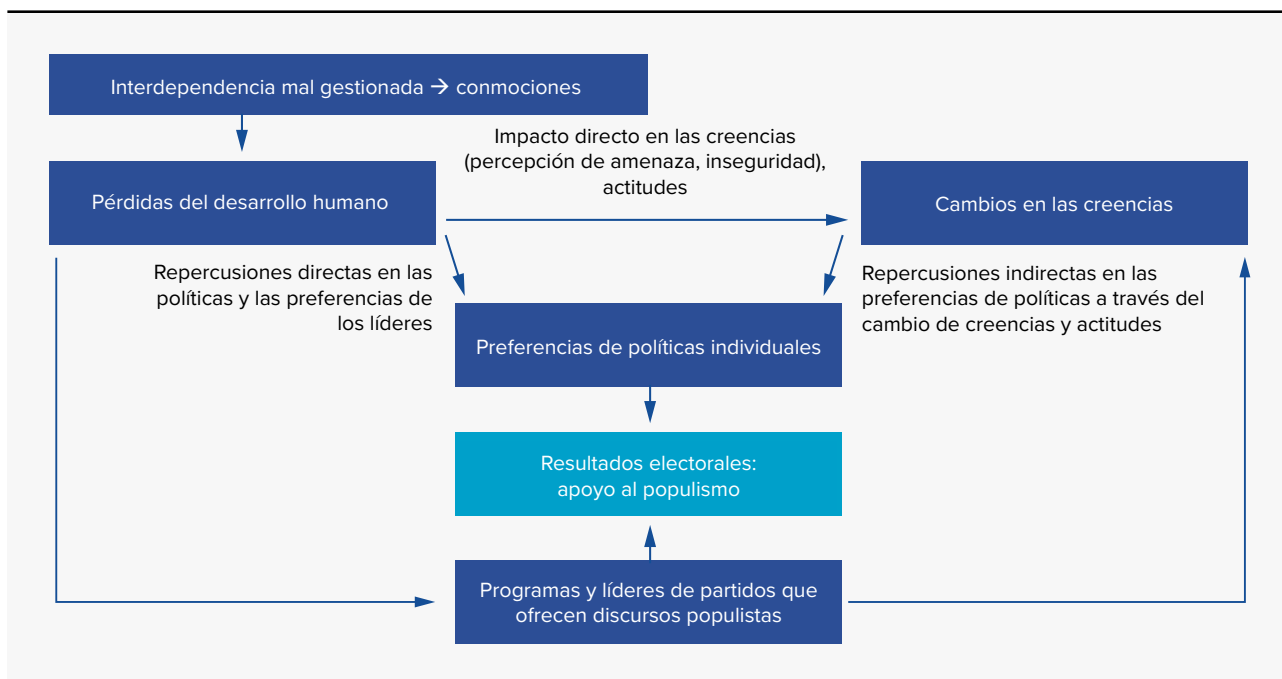 Interdependencia mal gestionada → conmociones
Impacto directo en las creencias
(percepción de amenaza, inseguridad),
actitudes
Pérdidas del desarrollo humano
Cambios en las creencias
Repercusiones directas en las
políticas y las preferencias de
los líderes
Repercusiones indirectas en las
preferencias de políticas a través del
cambio de creencias y actitudes
Preferencias de políticas individuales
Resultados electorales:
apoyo al populismo
Programas y líderes de partidos que
ofrecen discursos populistas